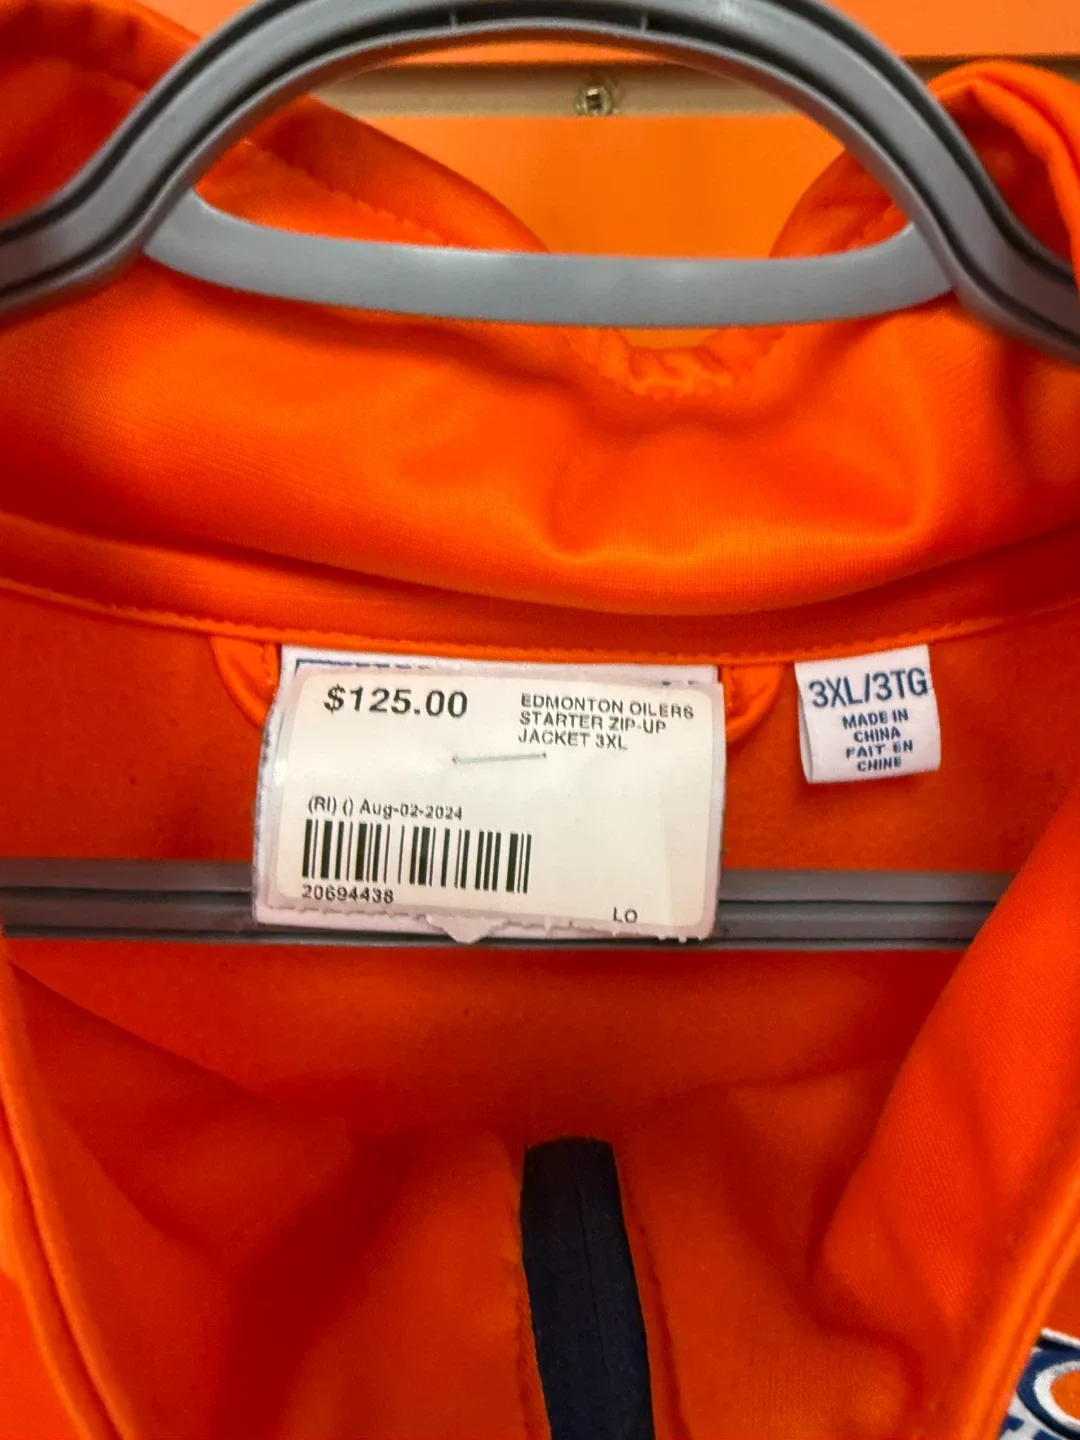 $125.00
EDMONTON OILERS
STARTER ZIP-UP
JACKET 3XL
(RI) () Aug-02-2024
20694438
LO
3XL/3TG
MADE IN
CHINA
FAIT EN
CHINE